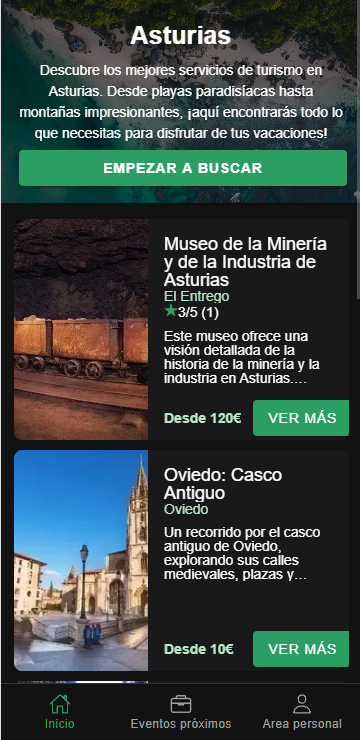 Asturias
Descubre los mejores servicios de turismo en
Asturias. Desde playas paradisíacas hasta
montañas impresionantes, ¡aquí encontrarás todo lo
que necesitas para disfrutar de tus vacaciones!
EMPEZAR A BUSCAR
Museo de la Minería
y de la Industria de
Asturias
El Entrego
★3/5 (1)
Este museo ofrece una
visión detallada de la
historia de la minería y la
industria en Asturias....
Desde 120€
VER MÁS
Oviedo: Casco
Antiguo
Oviedo
Un recorrido por el casco
antiguo de Oviedo,
explorando sus calles
medievales, plazas y...
Desde 10€
VER MÁS
Inicio
Eventos próximos
Area personal